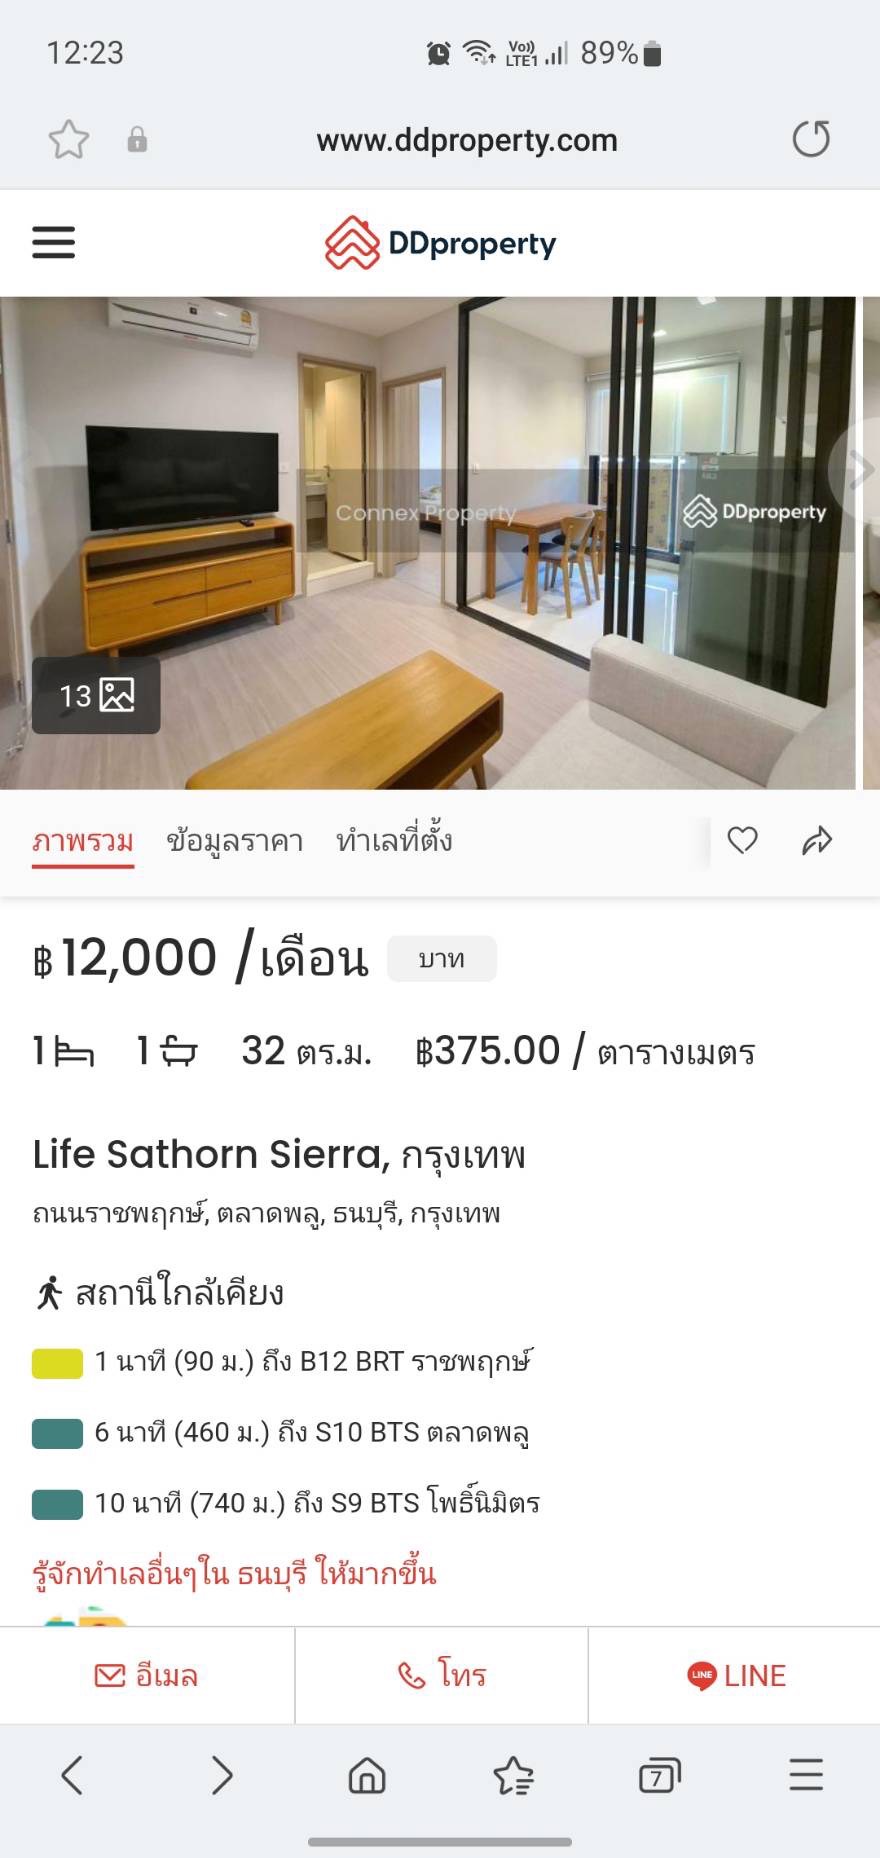 12:23
Vo))
LTE1
89%
www.ddproperty.com
DDproperty
Connex Property
DDproperty
13
ภาพรวม ข้อมูลราคา ทำเลที่ตั้ง
฿12,000 /เดือน บาท
1 1 32 ตร.ม. ฿375.00 / ตารางเมตร
Life Sathorn Sierra, กรุงเทพ
ถนนราชพฤกษ์, ตลาดพลู, ธนบุรี, กรุงเทพ
สถานีใกล้เคียง
1 นาที (90 ม.) ถึง B12 BRT ราชพฤกษ์
6 นาที (460 ม.) ถึง S10 BTS ตลาดพลู
10 นาที (740 ม.) ถึง S9 BTS โพธิ์นิมิตร
รู้จักทำเลอื่นๆใน ธนบุรี ให้มากขึ้น
อีเมล โทร LINE LINE
7